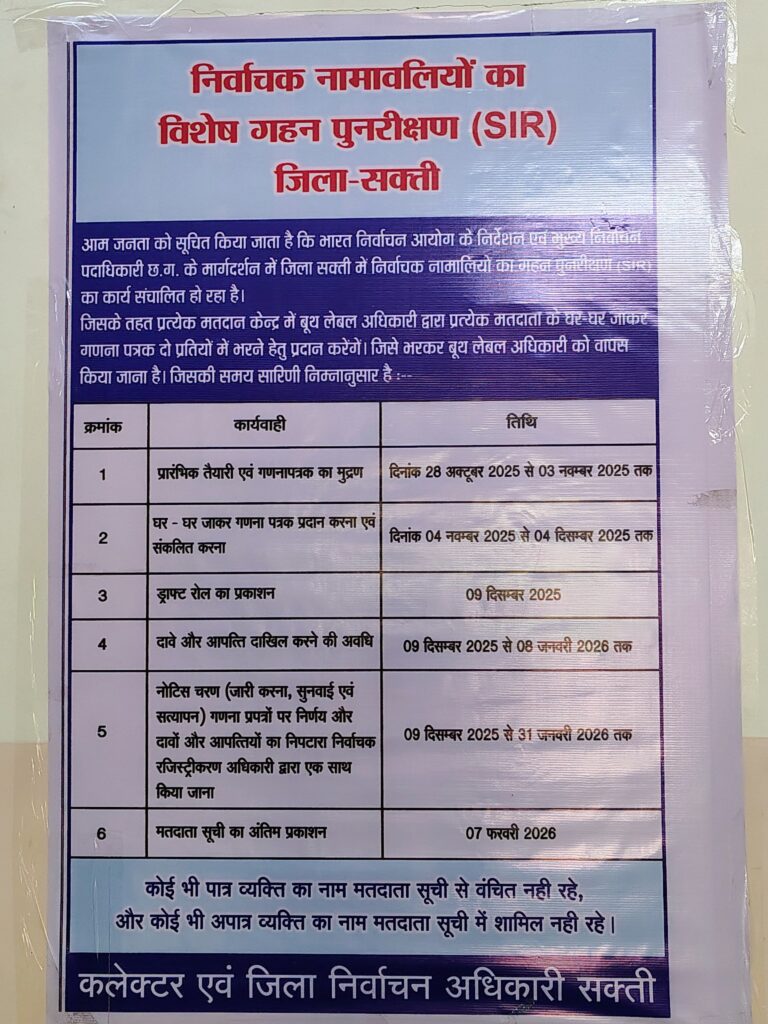 निर्वाचक नामावलियों का
विशेष गहन पुनरीक्षण (SIR)
जिला-सक्ती
आम जनता को सूचित किया जाता है कि भारत निर्वाचन आयोग के निर्देशन एवं मुख्य निर्वाचन
पदाधिकारी छ.ग. के मार्गदर्शन में जिला सक्ती में निर्वाचक नामालियो का गहन पुनरीक्षण (SIR)
का कार्य संचालित हो रहा है।
जिसके तहत प्रत्येक मतदान केन्द्र में बूथ लेबल अधिकारी द्वारा प्रत्येक मतदाता के घर-घर जाकर
गणना पत्रक दो प्रतियों में भरने हेतु प्रदान करेंगें। जिसे भरकर बूथ लेबल अधिकारी को वापस
किया जाना है। जिसकी समय सारिणी निम्नानुसार है :--
क्रमांक कार्यवाही तिथि
1 प्रारंभिक तैयारी एवं गणनापत्रक का मुद्रण दिनांक 28 अक्टूबर 2025 से 03 नवम्बर 2025 तक
2 घर - घर जाकर गणना पत्रक प्रदान करना एवं
संकलित करना दिनांक 04 नवम्बर 2025 से 04 दिसम्बर 2025 तक
3 ड्राफ्ट रोल का प्रकाशन 09 दिसम्बर 2025
4 दावे और आपत्ति दाखिल करने की अवधि 09 दिसम्बर 2025 से 08 जनवरी 2026 तक
5 नोटिस चरण (जारी करना, सुनवाई एवं
सत्यापन) गणना प्रपत्रों पर निर्णय और
दावों और आपत्तियों का निपटारा निर्वाचक
रजिस्ट्रीकरण अधिकारी द्वारा एक साथ
किया जाना 09 दिसम्बर 2025 से 31 जनवरी 2026 तक
6 मतदाता सूची का अंतिम प्रकाशन 07 फरवरी 2026
कोई भी पात्र व्यक्ति का नाम मतदाता सूची से वंचित नही रहे,
और कोई भी अपात्र व्यक्ति का नाम मतदाता सूची में शामिल नही रहे।
कलेक्टर एवं जिला निर्वाचन अधिकारी सक्ती